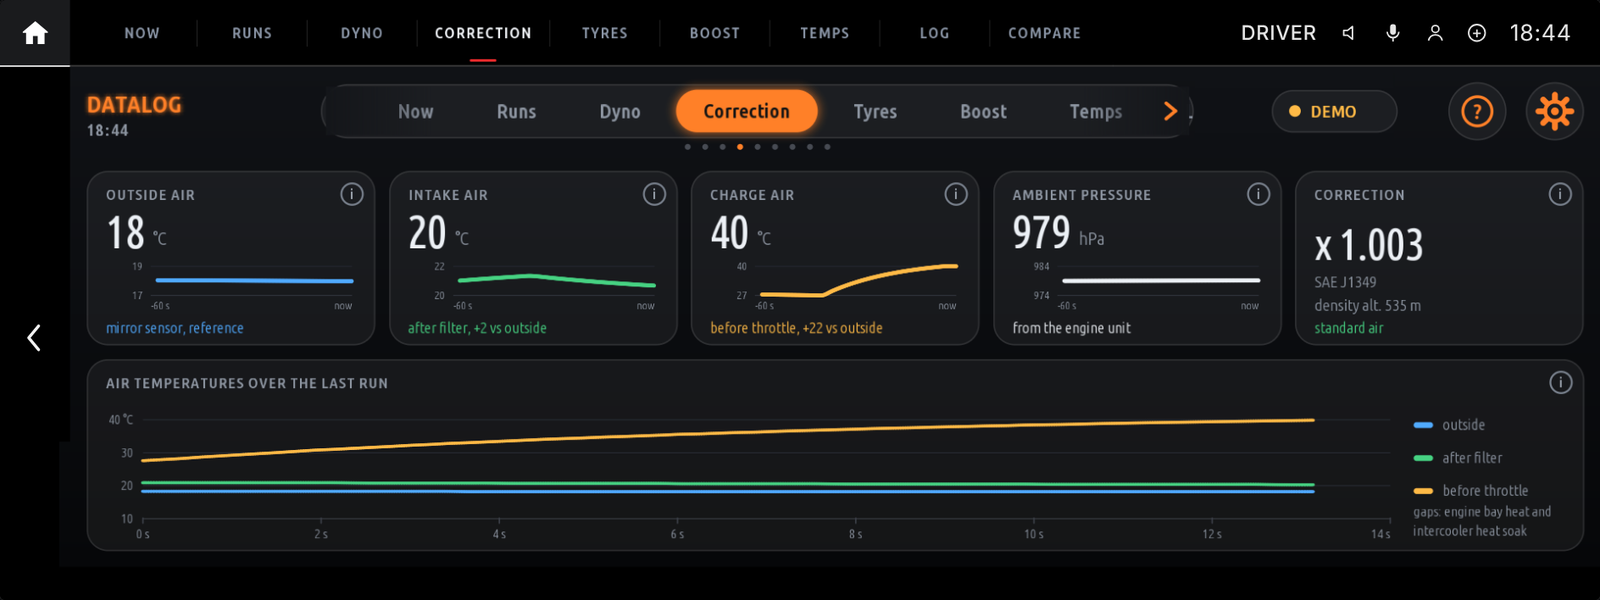 NOW RUNS DYNO CORRECTION TYRES BOOST TEMPS LOG COMPARE DRIVER 18:44
DATALOG
18:44
Now Runs Dyno Correction Tyres Boost Temps
DEMO
?
OUTSIDE AIR
i
18 °C
19
17
-60 s now
mirror sensor, reference
INTAKE AIR
i
20 °C
22
20
-60 s now
after filter, +2 vs outside
CHARGE AIR
i
40 °C
40
27
-60 s now
before throttle, +22 vs outside
AMBIENT PRESSURE
i
979 hPa
984
974
-60 s now
from the engine unit
CORRECTION
i
x 1.003
SAE J1349
density alt. 535 m
standard air
AIR TEMPERATURES OVER THE LAST RUN
i
40 °C
30
20
10
0 s 2 s 4 s 6 s 8 s 10 s 12 s 14 s
outside
after filter
before throttle
gaps: engine bay heat and
intercooler heat soak